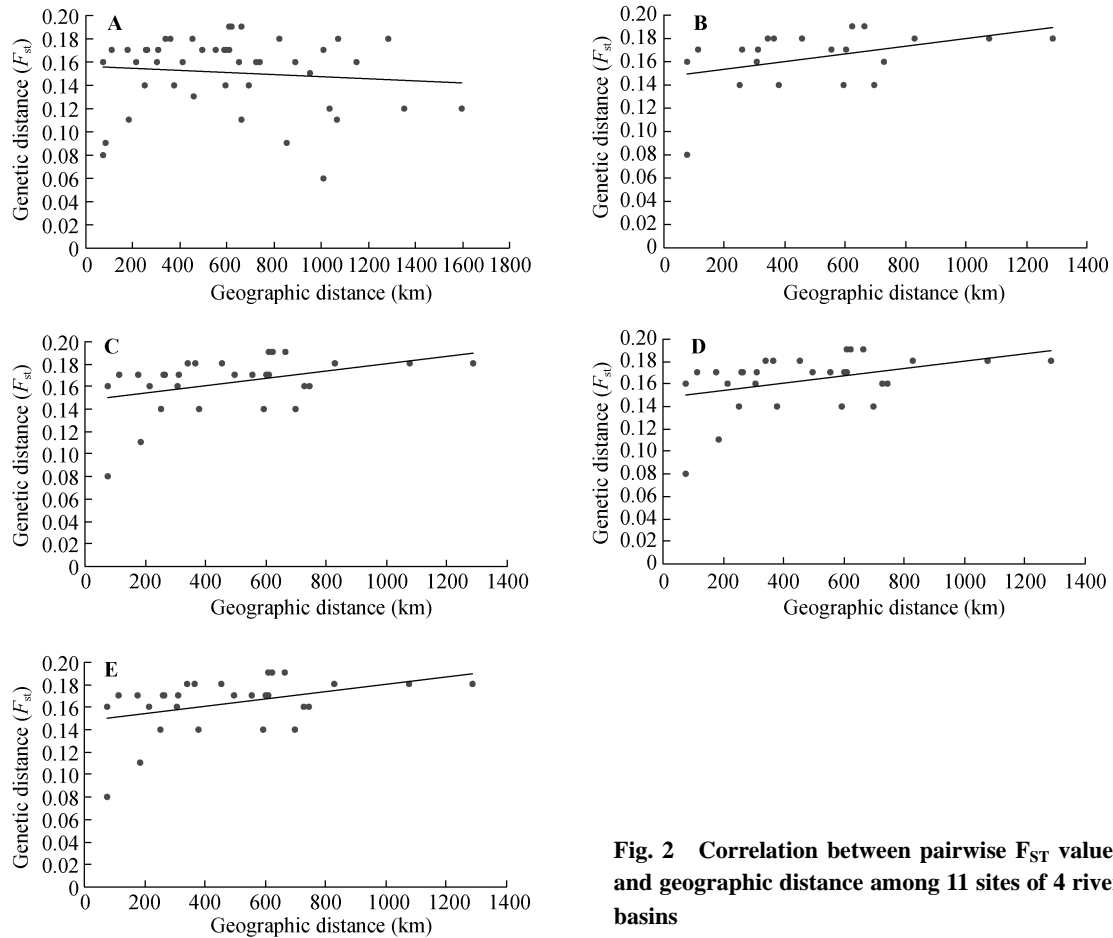 A
Genetic distance (Fst)
0.20
0.18
0.16
0.14
0.12
0.10
0.08
0.06
0.04
0.02
0
0 200 400 600 800 1000 1200 1400 1600 1800
Geographic distance (km)
B
Genetic distance (Fst)
0.20
0.18
0.16
0.14
0.12
0.10
0.08
0.06
0.04
0.02
0
0 200 400 600 800 1000 1200 1400
Geographic distance (km)
C
Genetic distance (Fst)
0.20
0.18
0.16
0.14
0.12
0.10
0.08
0.06
0.04
0.02
0
0 200 400 600 800 1000 1200 1400
Geographic distance (km)
D
Genetic distance (Fst)
0.20
0.18
0.16
0.14
0.12
0.10
0.08
0.06
0.04
0.02
0
0 200 400 600 800 1000 1200 1400
Geographic distance (km)
E
Genetic distance (Fst)
0.20
0.18
0.16
0.14
0.12
0.10
0.08
0.06
0.04
0.02
0
0 200 400 600 800 1000 1200 1400
Geographic distance (km)
Fig. 2 Correlation between pairwise FST value
and geographic distance among 11 sites of 4 rive
basins